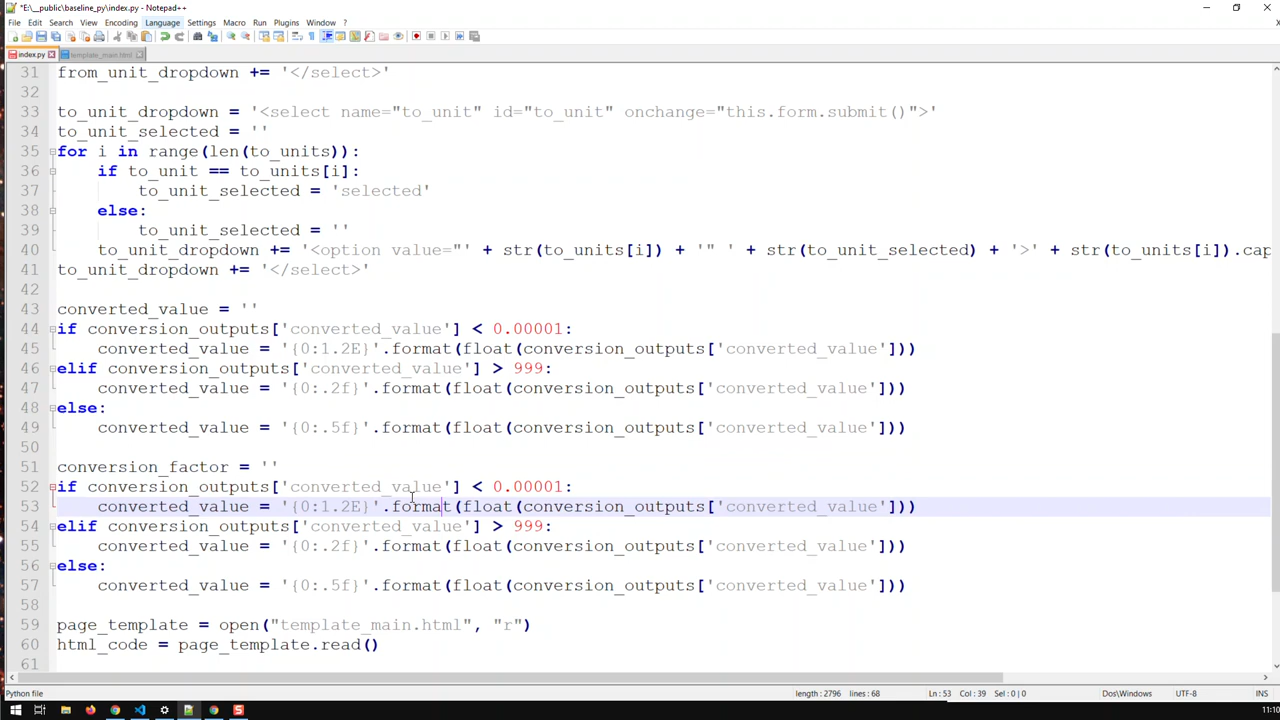 *E:\__public\baseline_py\index.py - Notepad++
File Edit Search View Encoding Language Settings Macro Run Plugins Window ?
index.py template_main.html
31 from_unit_dropdown += '</select>'
32
33 to_unit_dropdown = '<select name="to_unit" id="to_unit" onchange="this.form.submit()">'
34 to_unit_selected = ''
35 for i in range(len(to_units)):
36 if to_unit == to_units[i]:
37 to_unit_selected = 'selected'
38 else:
39 to_unit_selected = ''
40 to_unit_dropdown += '<option value="' + str(to_units[i]) + '" ' + str(to_unit_selected) + '>' + str(to_units[i]).cap
41 to_unit_dropdown += '</select>'
42
43 converted_value = ''
44 if conversion_outputs['converted_value'] < 0.00001:
45 converted_value = '{0:1.2E}'.format(float(conversion_outputs['converted_value']))
46 elif conversion_outputs['converted_value'] > 999:
47 converted_value = '{0:.2f}'.format(float(conversion_outputs['converted_value']))
48 else:
49 converted_value = '{0:.5f}'.format(float(conversion_outputs['converted_value']))
50
51 conversion_factor = ''
52 if conversion_outputs['converted_value'] < 0.00001:
53 converted_value = '{0:1.2E}'.format(float(conversion_outputs['converted_value']))
54 elif conversion_outputs['converted_value'] > 999:
55 converted_value = '{0:.2f}'.format(float(conversion_outputs['converted_value']))
56 else:
57 converted_value = '{0:.5f}'.format(float(conversion_outputs['converted_value']))
58
59 page_template = open("template_main.html", "r")
60 html_code = page_template.read()
61
Python file length : 2796 lines : 68 Ln : 53 Col : 39 Sel : 0 | 0 Dos\Windows UTF-8 INS
11:10